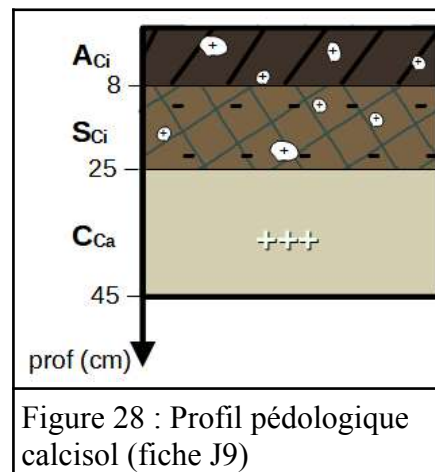 ACi
8
SCi
25
CCa
+++
45
prof (cm)
Figure 28 : Profil pédologique
calcisol (fiche J9)